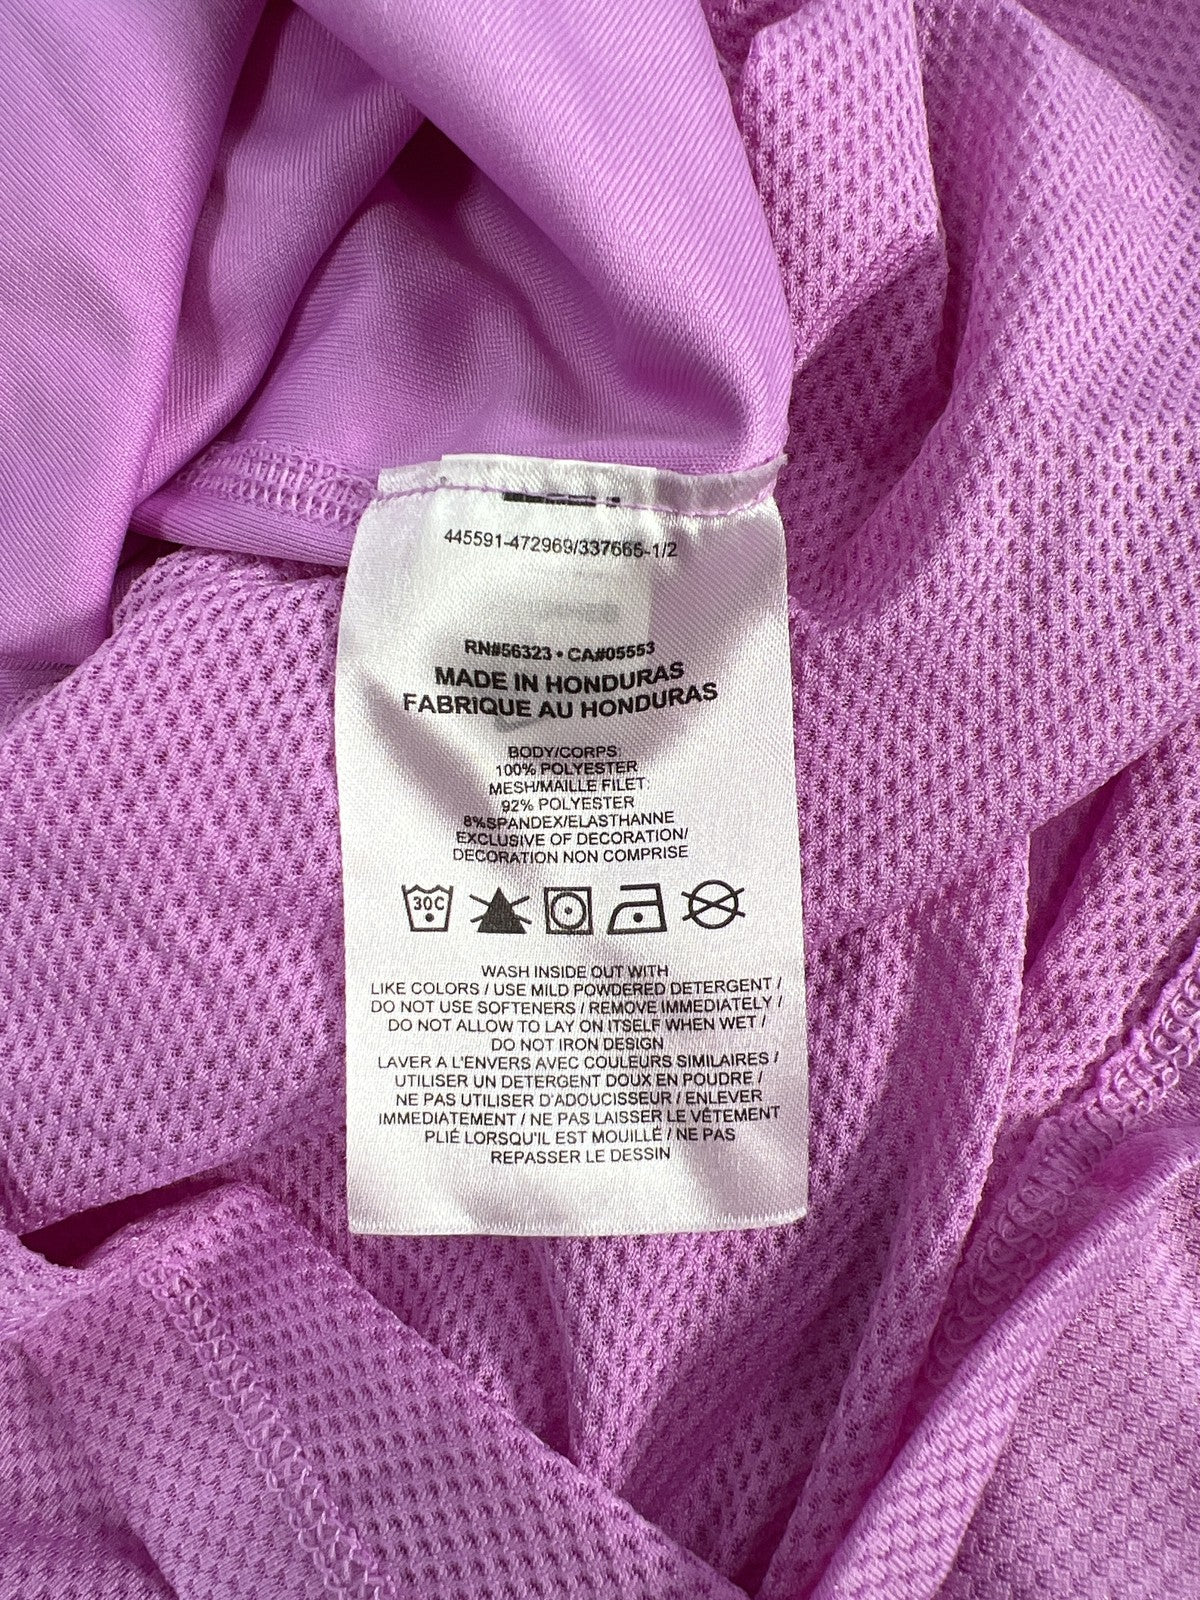 445591-472969/337665-1/2
RN#56323 • CA#05553
MADE IN HONDURAS
FABRIQUE AU HONDURAS
BODY/CORPS:
100% POLYESTER
MESH/MAILLE FILET:
92% POLYESTER
8%SPANDEX/ELASTHANNE
EXCLUSIVE OF DECORATION/
DECORATION NON COMPRISE
30C
WASH INSIDE OUT WITH
LIKE COLORS / USE MILD POWDERED DETERGENT /
DO NOT USE SOFTENERS / REMOVE IMMEDIATELY /
DO NOT ALLOW TO LAY ON ITSELF WHEN WET /
DO NOT IRON DESIGN
LAVER A L'ENVERS AVEC COULEURS SIMILAIRES /
UTILISER UN DETERGENT DOUX EN POUDRE /
NE PAS UTILISER D'ADOUCISSEUR / ENLEVER
IMMEDIATEMENT / NE PAS LAISSER LE VÊTEMENT
PLIÉ LORSQU'IL EST MOUILLÉ / NE PAS
REPASSER LE DESSIN